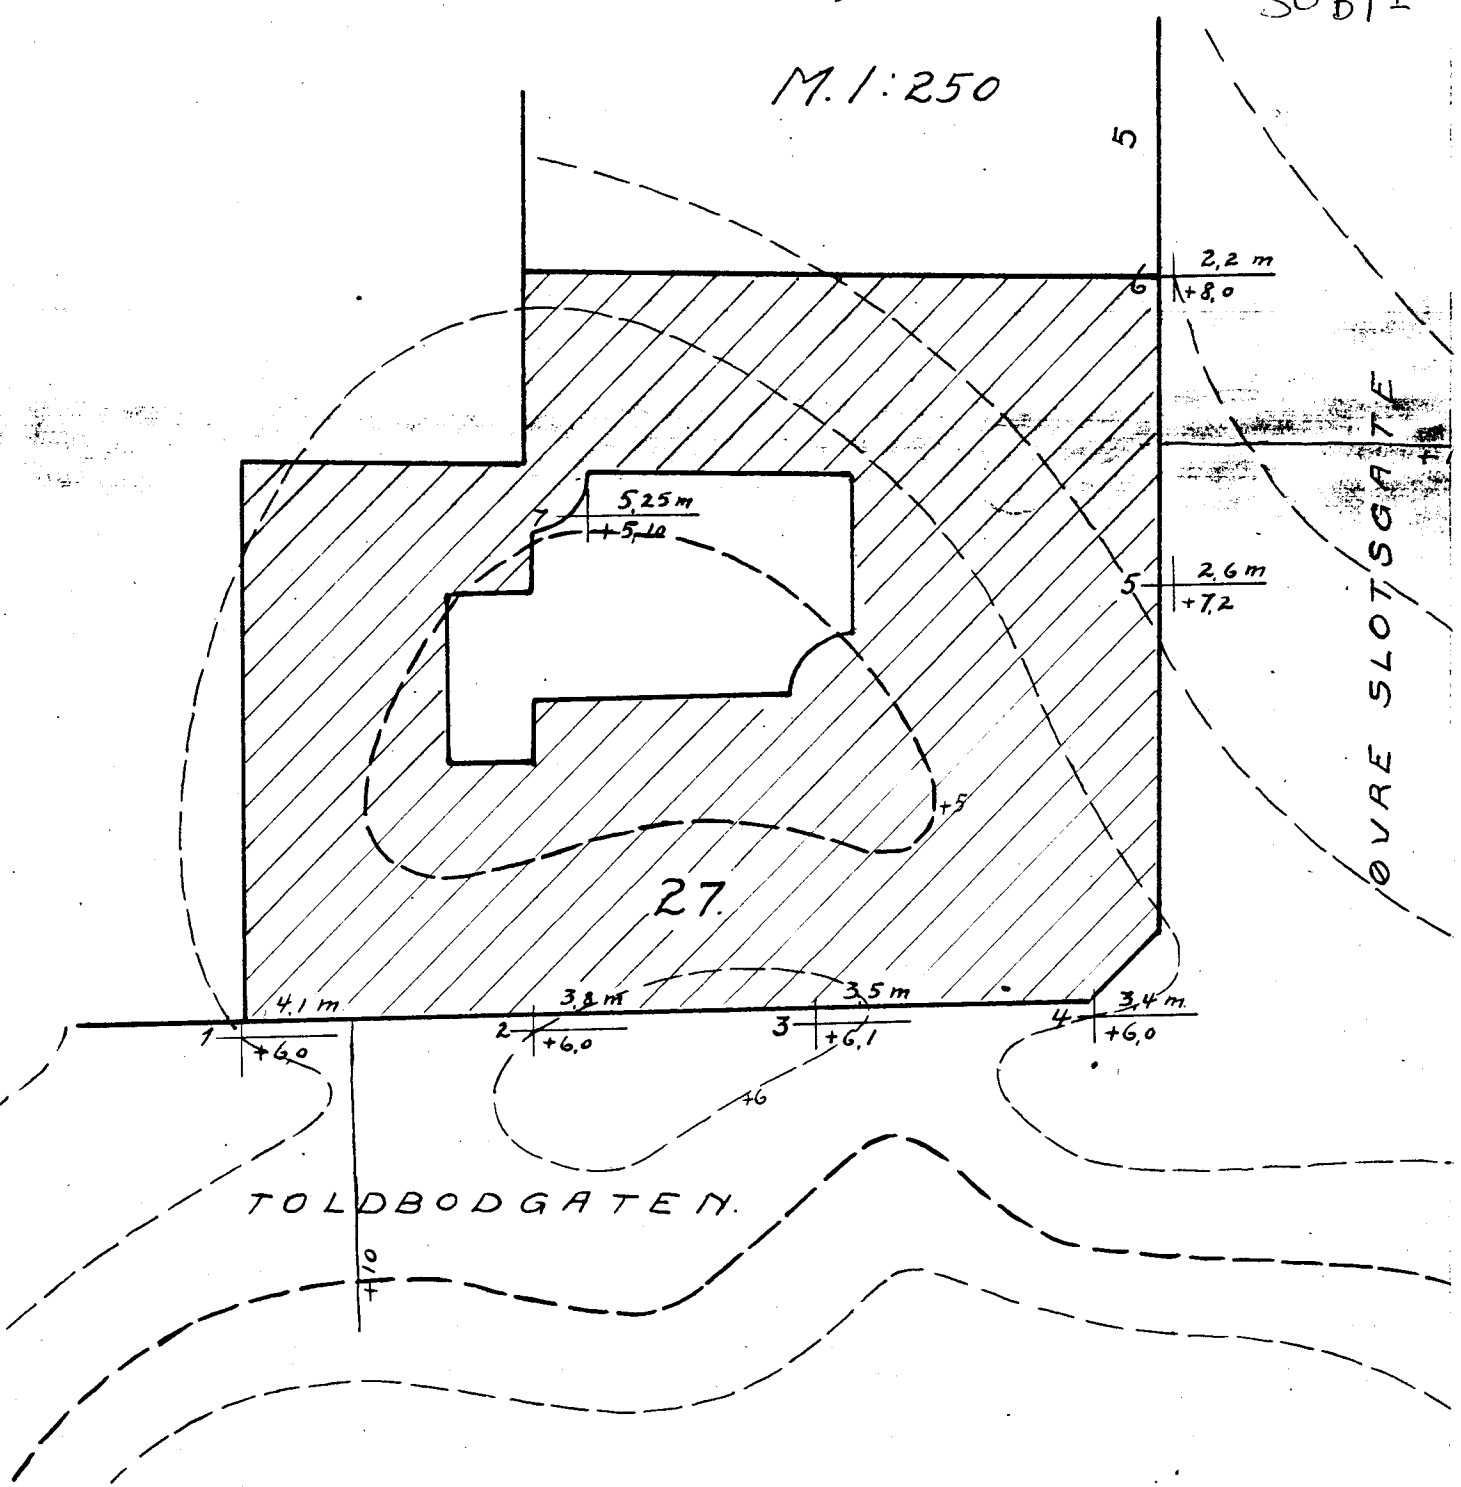 M. 1:250
5
6
2,2 m
+8,0
7
5,25 m
+5,10
5
2,6 m
+7,2
ØVRE SLOTSGATE
+5
27.
1
4,1 m
+6,0
2
3,8 m
+6,0
3
3,5 m
+6,1
4
3,4 m
+6,0
+6
TOLDBODGATEN.
+10